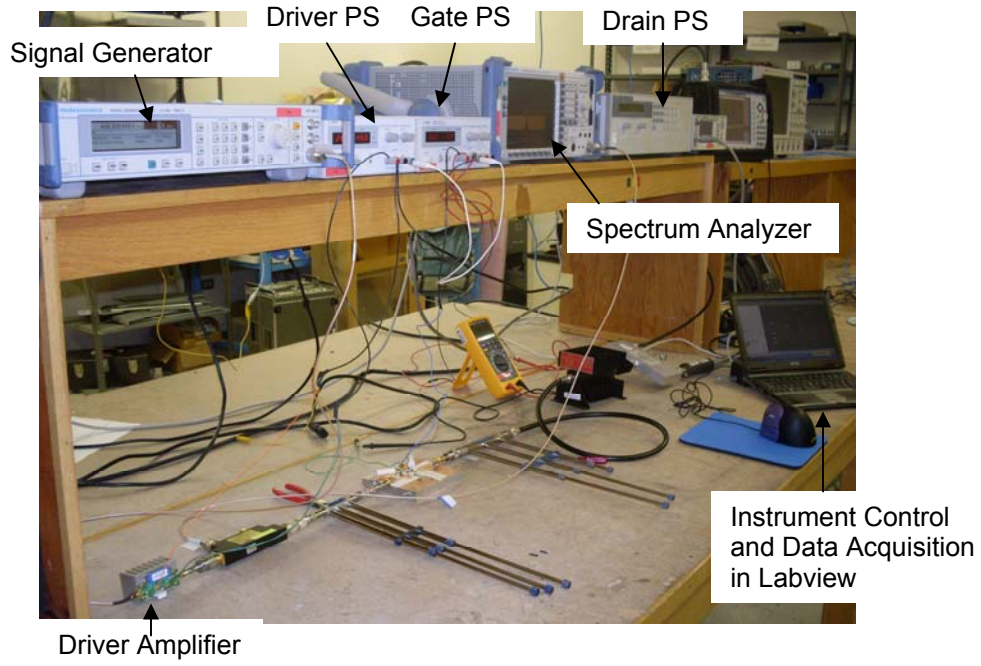 Driver PS
Gate PS
Drain PS
Signal Generator
Spectrum Analyzer
Instrument Control
and Data Acquisition
in Labview
Driver Amplifier